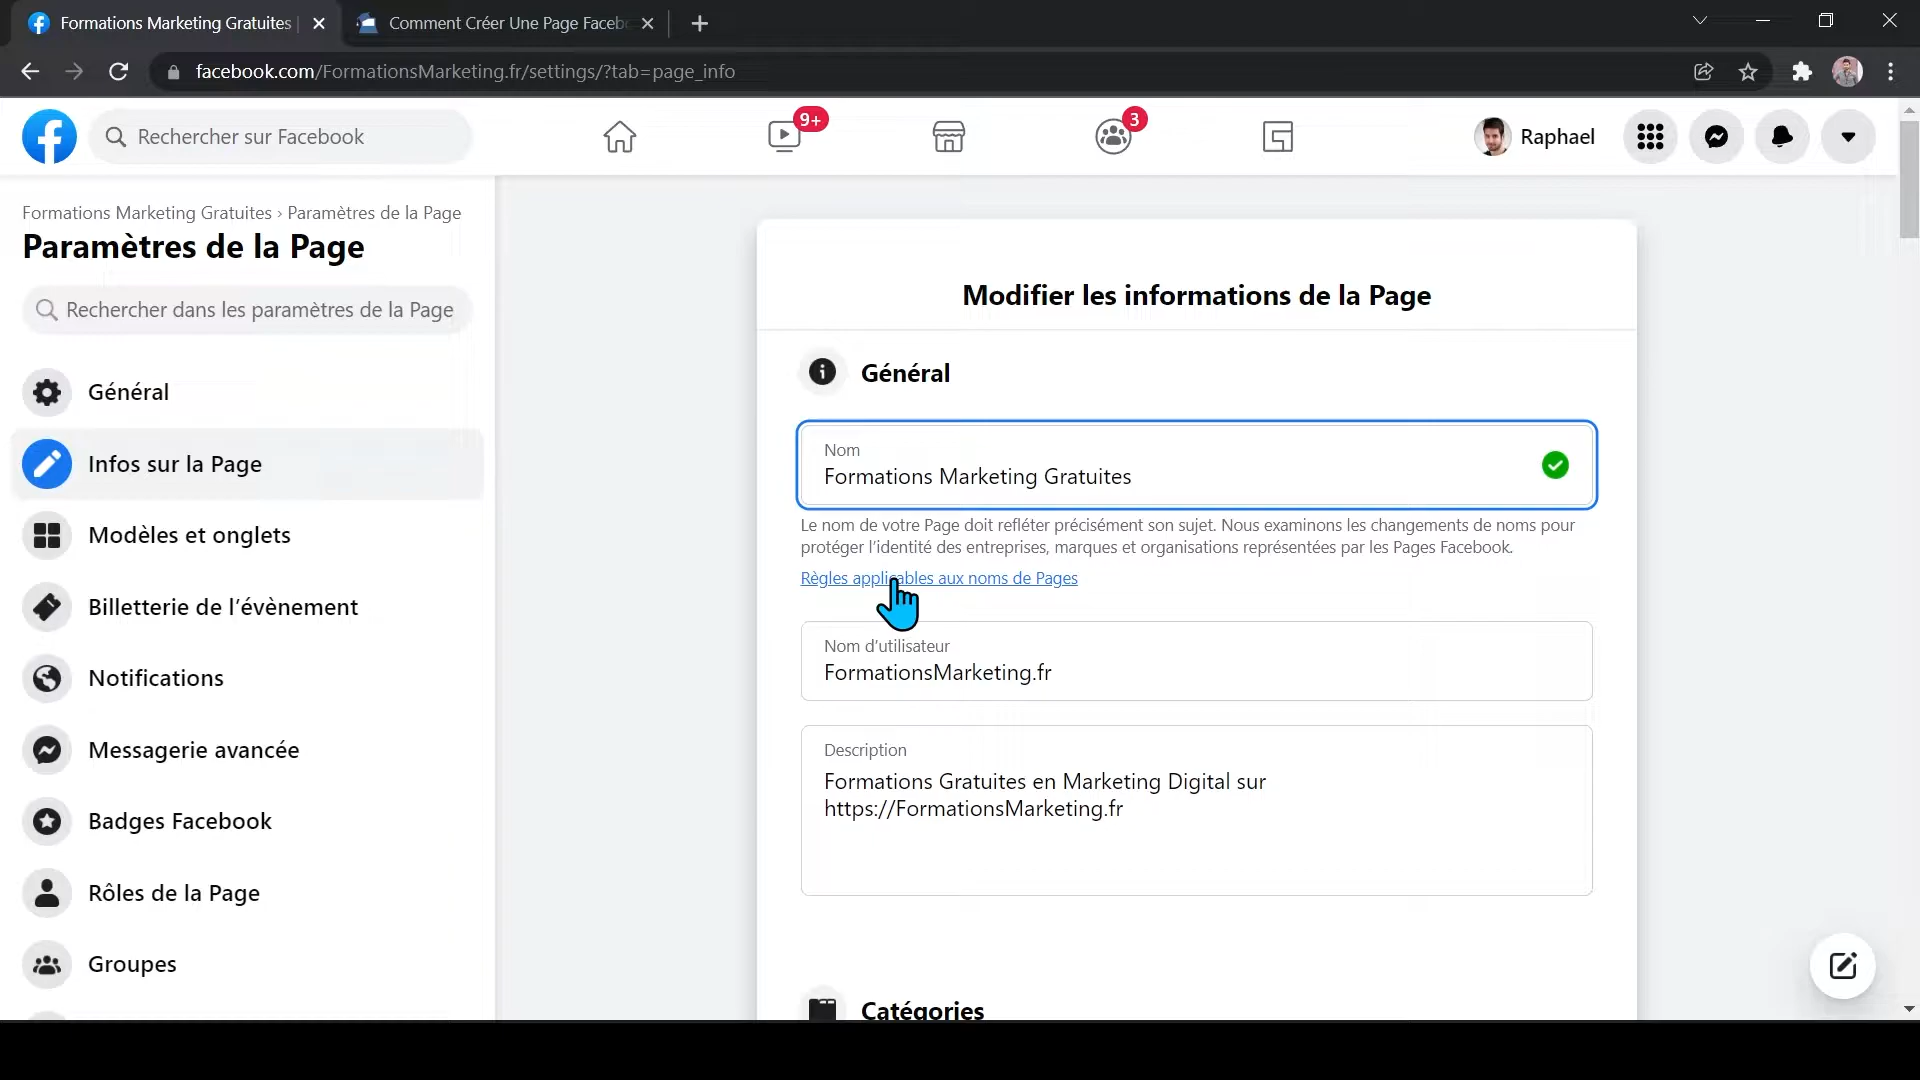 Formations Marketing Gratuites
Comment Créer Une Page Faceb
facebook.com/FormationsMarketing.fr/settings/?tab=page_info
Rechercher sur Facebook
9+
3
Raphael
Formations Marketing Gratuites › Paramètres de la Page
Paramètres de la Page
Rechercher dans les paramètres de la Page
Général
Infos sur la Page
Modèles et onglets
Billetterie de l’évènement
Notifications
Messagerie avancée
Badges Facebook
Rôles de la Page
Groupes
Modifier les informations de la Page
Général
Nom
Formations Marketing Gratuites
Le nom de votre Page doit refléter précisément son sujet. Nous examinons les changements de noms pour
protéger l’identité des entreprises, marques et organisations représentées par les Pages Facebook.
Règles applicables aux noms de Pages
Nom d’utilisateur
FormationsMarketing.fr
Description
Formations Gratuites en Marketing Digital sur
https://FormationsMarketing.fr
Catégories